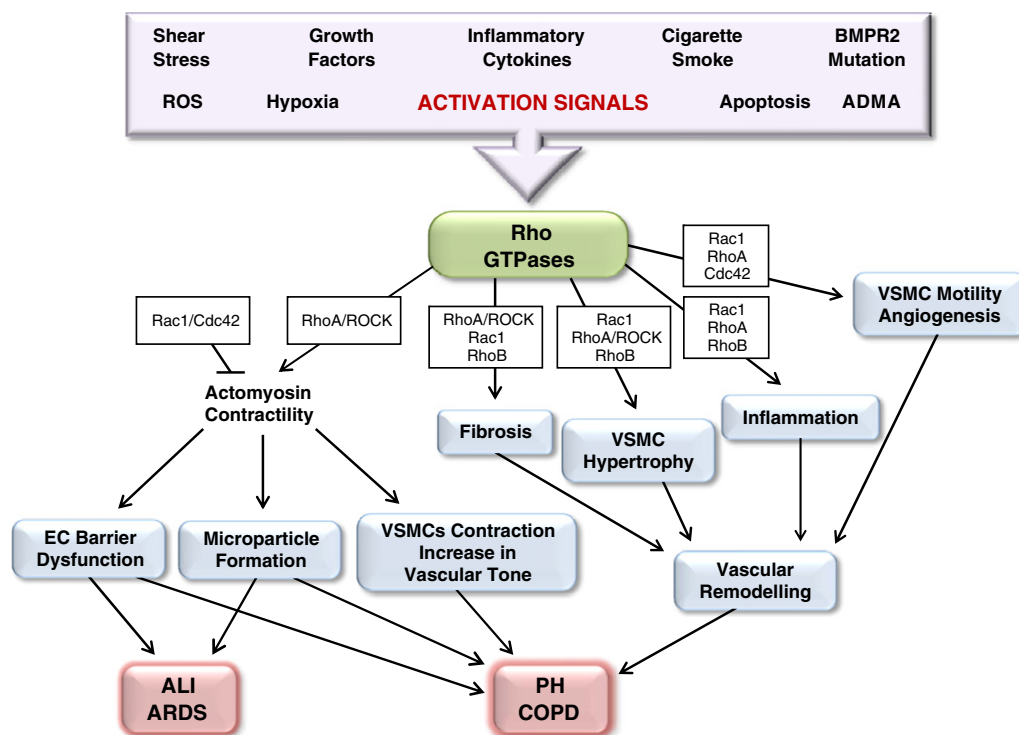 Shear
Stress
Growth
Factors
Inflammatory
Cytokines
Cigarette
Smoke
BMPR2
Mutation
ROS
Hypoxia
ACTIVATION SIGNALS
Apoptosis
ADMA
Rho
GTPases
Rac1
RhoA
Cdc42
VSMC Motility
Angiogenesis
Rac1/Cdc42
RhoA/ROCK
RhoA/ROCK
Rac1
RhoB
Rac1
RhoA/ROCK
RhoB
Rac1
RhoA
RhoB
Actomyosin
Contractility
Fibrosis
VSMC
Hypertrophy
Inflammation
EC Barrier
Dysfunction
Microparticle
Formation
VSMCs Contraction
Increase in
Vascular Tone
Vascular
Remodelling
ALI
ARDS
PH
COPD